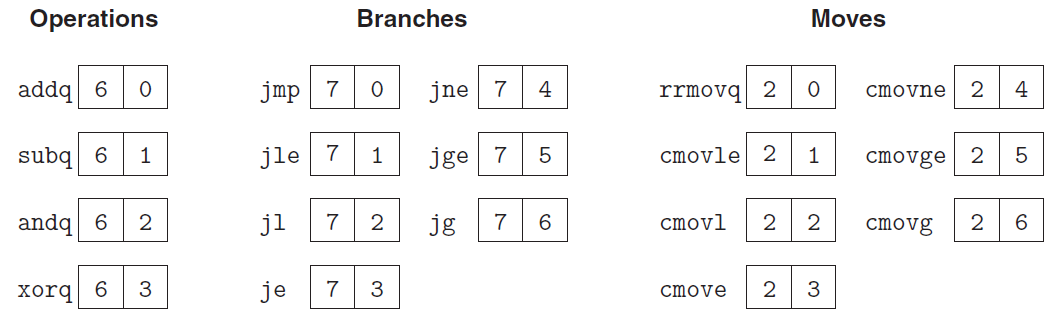 Operations Branches Moves
addq 6 0 jmp 7 0 jne 7 4 rrmovq 2 0 cmovne 2 4
subq 6 1 jle 7 1 jge 7 5 cmovle 2 1 cmovge 2 5
andq 6 2 jl 7 2 jg 7 6 cmovl 2 2 cmovg 2 6
xorq 6 3 je 7 3 cmove 2 3